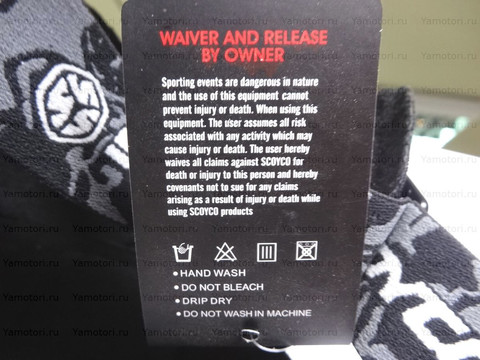 WAIVER AND RELEASE
BY OWNER
Sporting events are dangerous in nature
and the use of this equipment cannot
prevent injury or death. When using this
equipment. The user assumes all risk
associated with any activity which may
cause injury or death. The user hereby
waives all claims against SCOYCO for
death or injury to this person and hereby
covenants not to sue for any claims
arising as a result of injury or death while
using SCOYCO products
• HAND WASH
• DO NOT BLEACH
• DRIP DRY
• DO NOT WASH IN MACHINE
Yamotori.ru